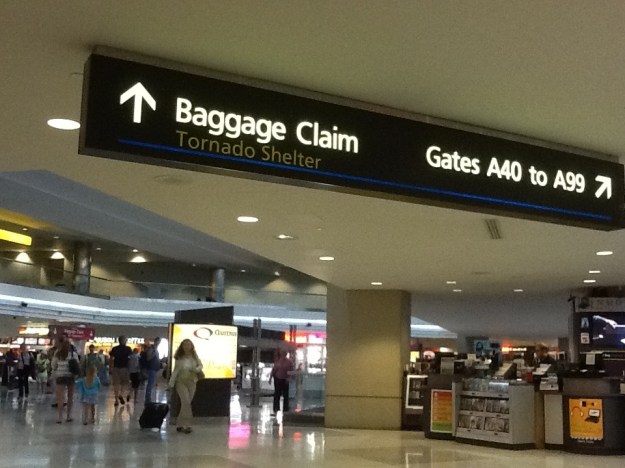 Baggage Claim
Tornado Shelter
Gates A40 to A99